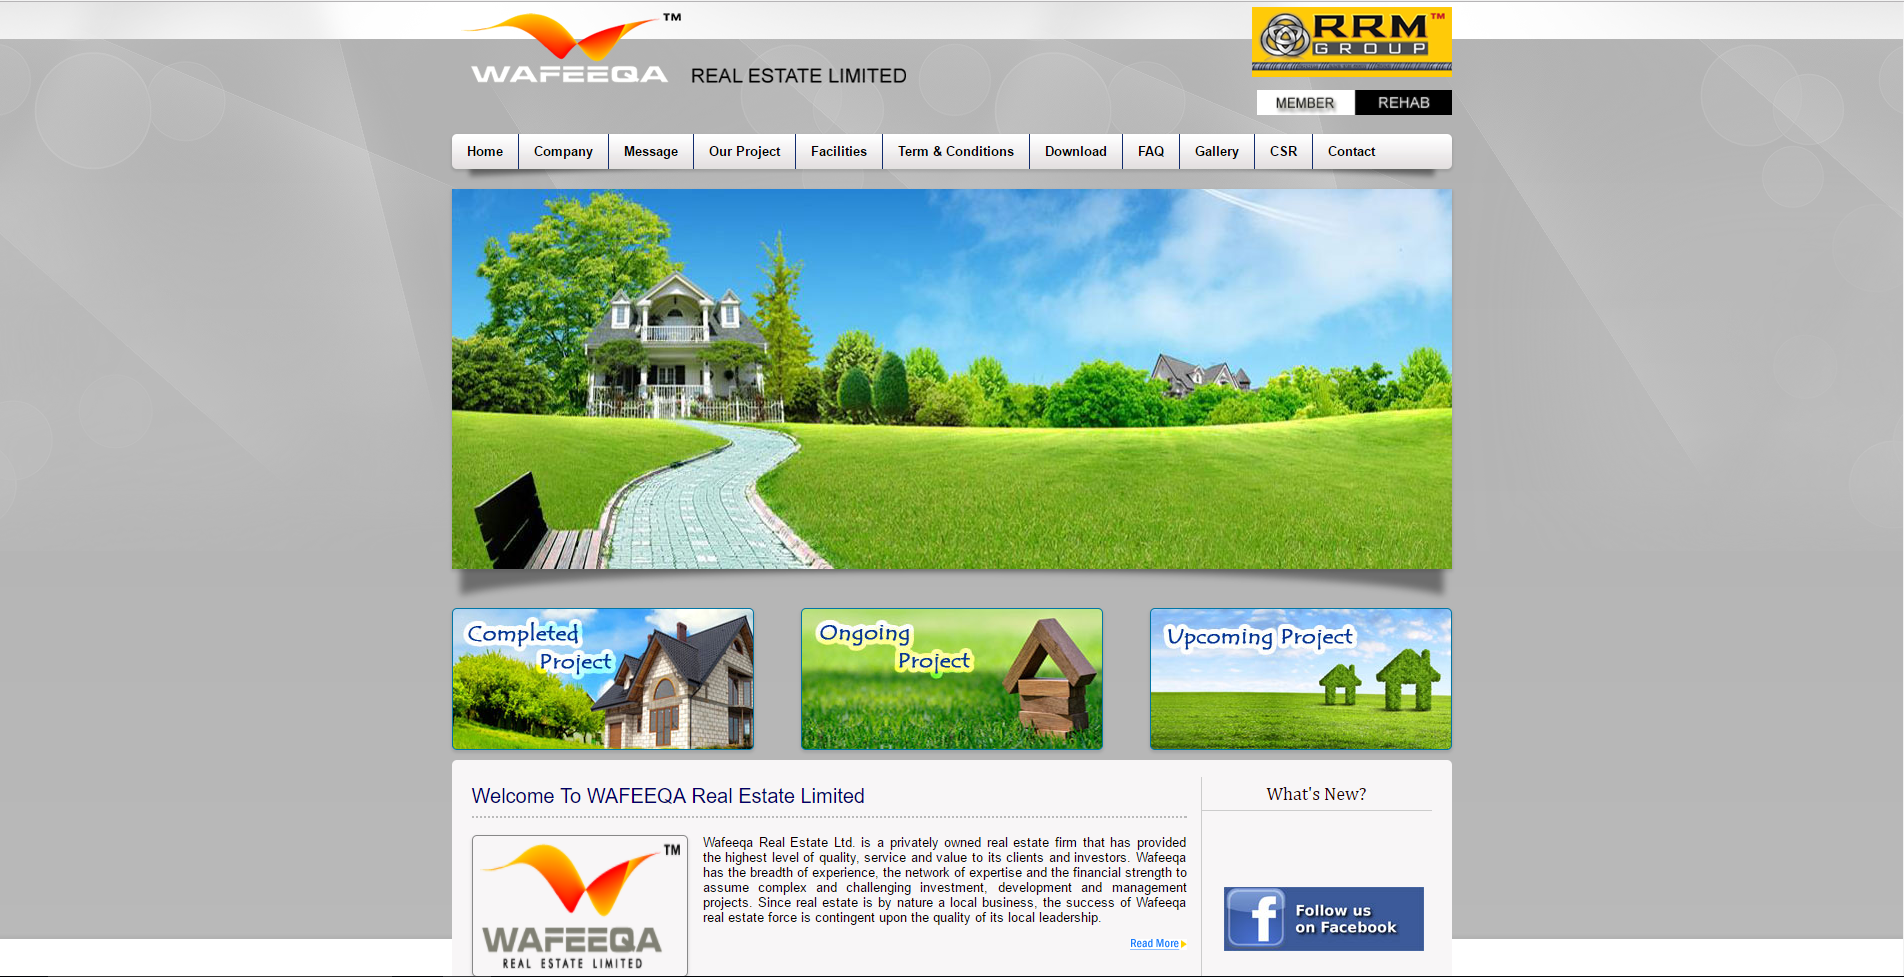 WAFEEQA TM REAL ESTATE LIMITED
RRM TM
GROUP
MEMBER REHAB
Home Company Message Our Project Facilities Term & Conditions Download FAQ Gallery CSR Contact
Completed
Project
Ongoing
Project
Upcoming Project
Welcome To WAFEEQA Real Estate Limited
TM
WAFEEQA
REAL ESTATE LIMITED
Wafeeqa Real Estate Ltd. is a privately owned real estate firm that has provided
the highest level of quality, service and value to its clients and investors. Wafeeqa
has the breadth of experience, the network of expertise and the financial strength to
assume complex and challenging investment, development and management
projects. Since real estate is by nature a local business, the success of Wafeeqa
real estate force is contingent upon the quality of its local leadership.
Read More
What's New?
Follow us
on Facebook